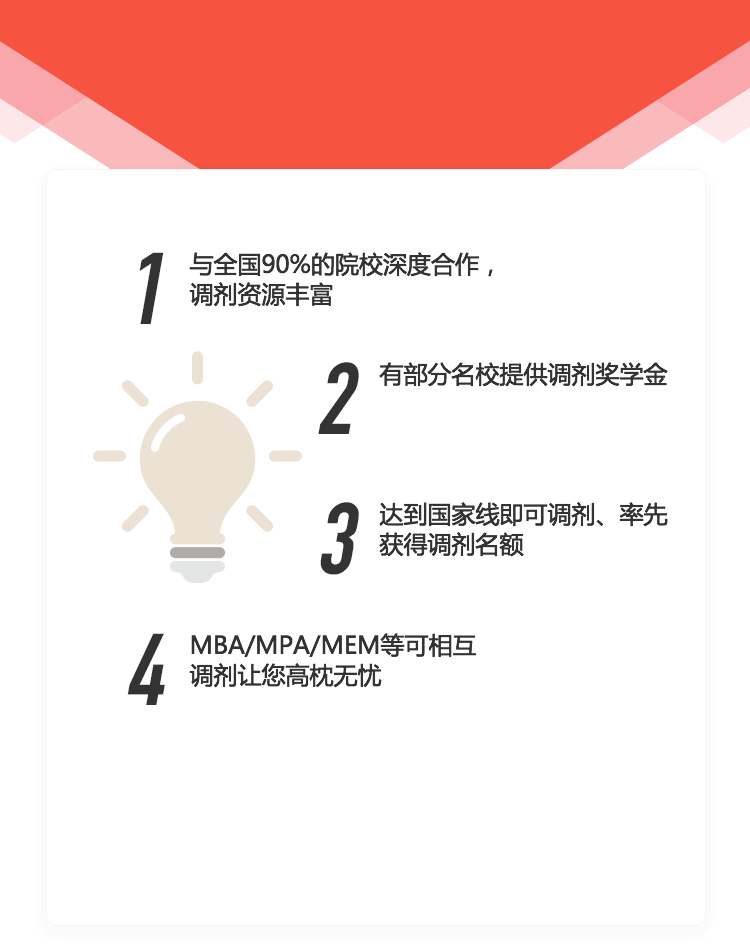 1
与全国90%的院校深度合作，
调剂资源丰富
2
有部分名校提供调剂奖学金
3
达到国家线即可调剂、率先
获得调剂名额
4
MBA/MPA/MEM等可相互
调剂让您高枕无忧